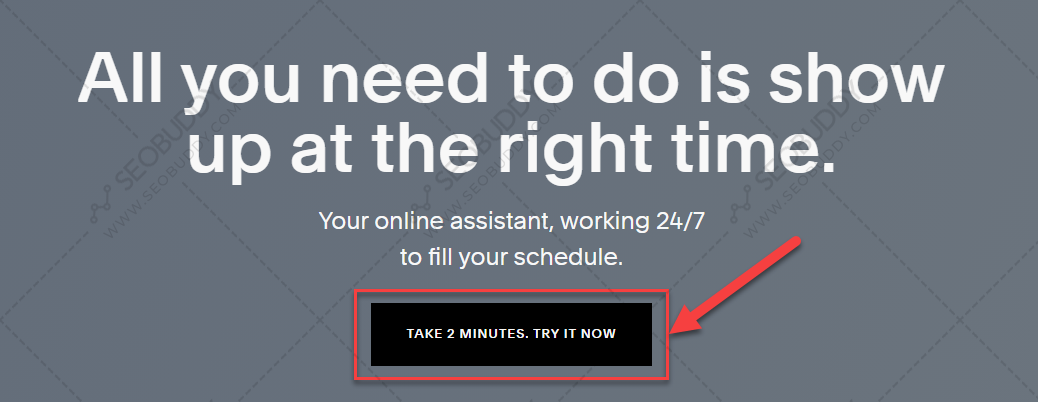 All you need to do is show
up at the right time.
Your online assistant, working 24/7
to fill your schedule.
TAKE 2 MINUTES. TRY IT NOW
SEOBUDDY
WWW.SEOBUDDY.COM
SEOBUDDY
WWW.SEOBUDDY.COM
SEOBUDDY
WWW.SEOBUDDY.COM